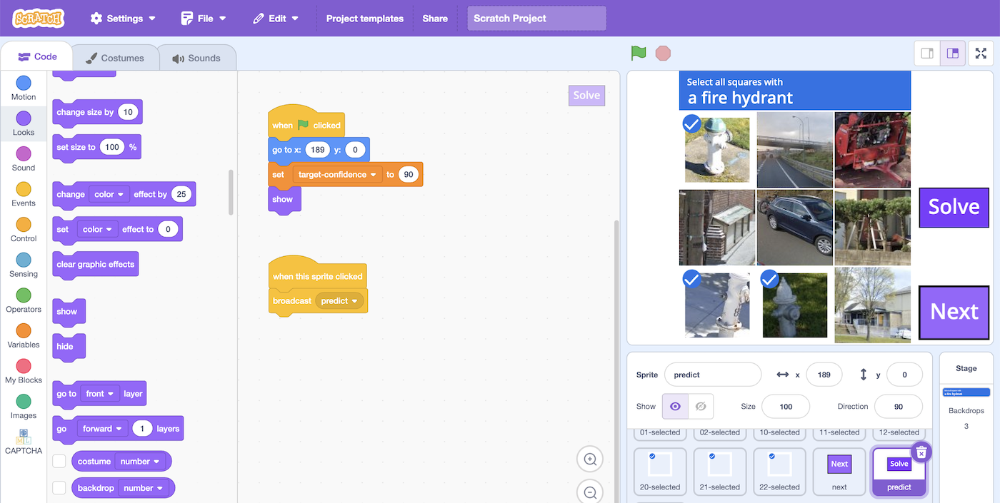 SCRATCH Settings File Edit Project templates Share Scratch Project
Code Costumes Sounds
Motion
Looks
Sound
Events
Control
Sensing
Operators
Variables
My Blocks
Images
CAPTCHA
change size by 10
set size to 100 %
change color effect by 25
set color effect to 0
clear graphic effects
show
hide
go to front layer
go forward 1 layers
costume number
backdrop number
Solve
when clicked
go to x: 189 y: 0
set target-confidence to 90
show
when this sprite clicked
broadcast predict
Select all squares with
a fire hydrant
Solve
Next
Sprite predict x 189 y 0
Show Size 100 Direction 90
01-selected 02-selected 10-selected 11-selected 12-selected
Next Solve
20-selected 21-selected 22-selected next predict
Stage
a fire hydrant
Backdrops
3